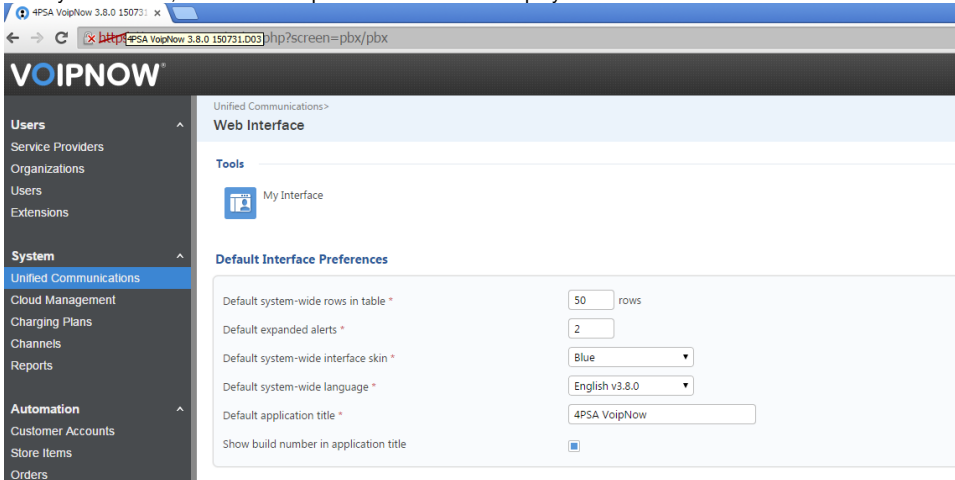 4PSA VoipNow 3.8.0 150731
4PSA VoipNow 3.8.0 150731.D03
php?screen=pbx/pbx
VOIPNOW®
Unified Communications>
Web Interface
Users
Service Providers
Organizations
Users
Extensions
System
Unified Communications
Cloud Management
Charging Plans
Channels
Reports
Automation
Customer Accounts
Store Items
Orders
Tools
My Interface
Default Interface Preferences
Default system-wide rows in table * 50 rows
Default expanded alerts * 2
Default system-wide interface skin * Blue
Default system-wide language * English v3.8.0
Default application title * 4PSA VoipNow
Show build number in application title